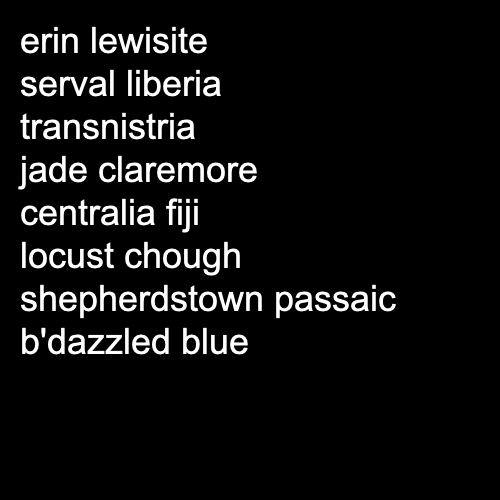 erin lewisite
serval liberia
transnistria
jade claremore
centralia fiji
locust chough
shepherdstown passaic
b'dazzled blue